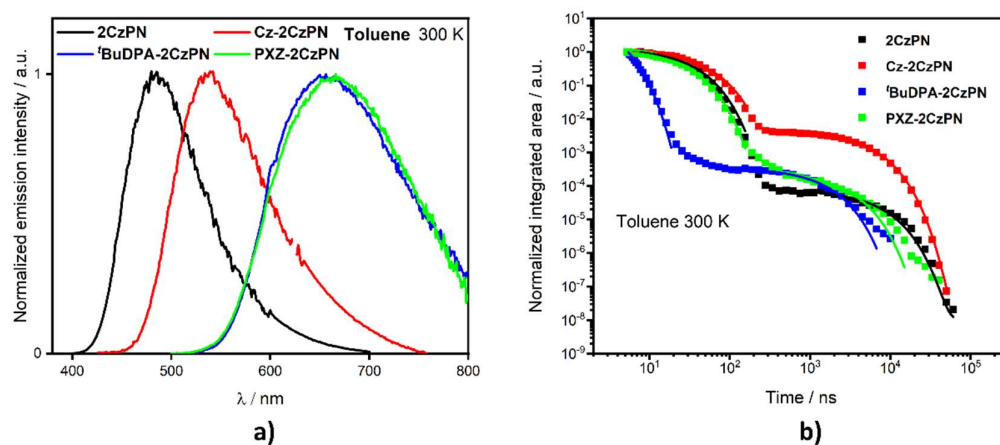 2CzPN
Cz-2CzPN
Toluene 300 K
ᵗBuDPA-2CzPN
PXZ-2CzPN
Normalized emission intensity / a.u.
1
0
400
500
600
700
800
λ / nm
a)
2CzPN
Cz-2CzPN
ᵗBuDPA-2CzPN
PXZ-2CzPN
Toluene 300 K
Normalized integrated area / a.u.
10⁰
10⁻¹
10⁻²
10⁻³
10⁻⁴
10⁻⁵
10⁻⁶
10⁻⁷
10⁻⁸
10⁻⁹
10¹
10²
10³
10⁴
10⁵
Time / ns
b)